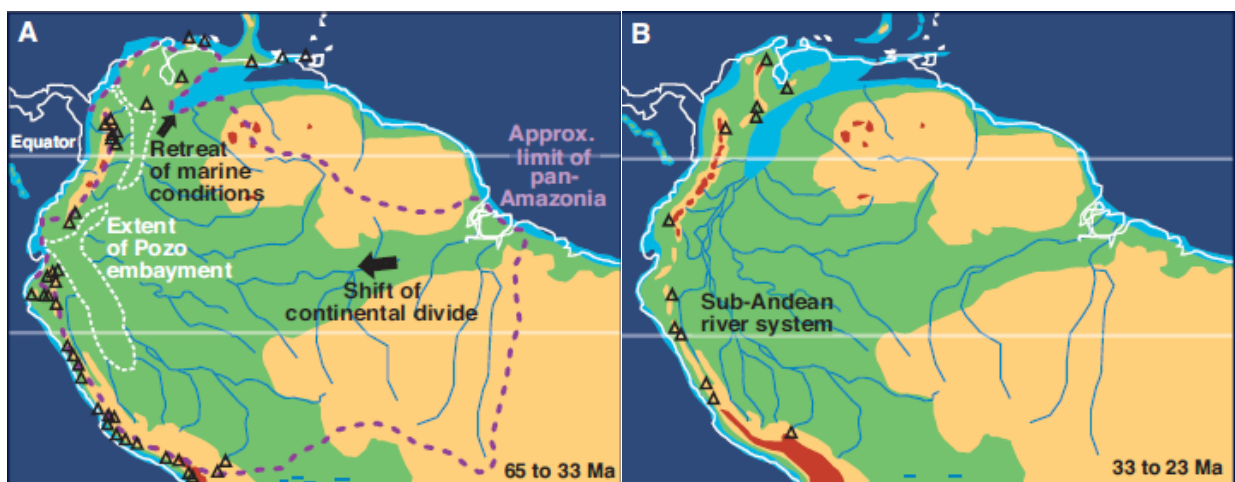 A
Equator
Retreat
of marine
conditions
Approx.
limit of
pan-
Amazonia
Extent
of Pozo
embayment
Shift of
continental divide
65 to 33 Ma
B
Sub-Andean
river system
33 to 23 Ma